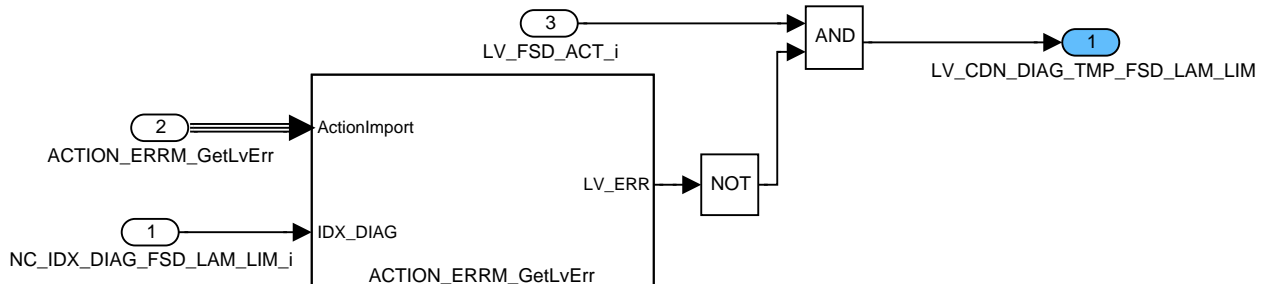 3
LV_FSD_ACT_i
AND
1
LV_CDN_DIAG_TMP_FSD_LAM_LIM
2
ACTION_ERRM_GetLvErr
ActionImport
LV_ERR
NOT
1
NC_IDX_DIAG_FSD_LAM_LIM_i
IDX_DIAG
ACTION_ERRM_GetLvErr